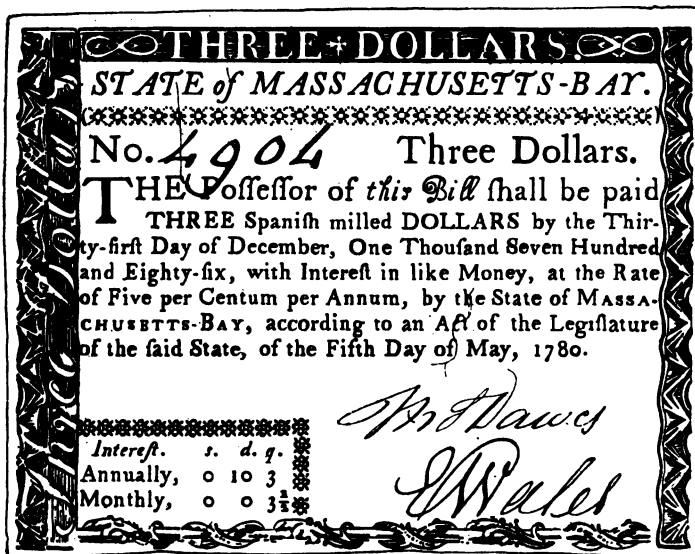 THREE + DOLLARS.
STATE of MASSACHUSETTS-BAY.
No. 4904 Three Dollars.
THE Poſſeſſor of this Bill ſhall be paid
THREE Spaniſh milled DOLLARS by the Thir-
ty-firſt Day of December, One Thouſand Seven Hundred
and Eighty-ſix, with Intereſt in like Money, at the Rate
of Five per Centum per Annum, by the State of MASSA-
CHUSETTS-BAY, according to an Act of the Legiſlature
of the ſaid State, of the Fifth Day of May, 1780.
Intereſt. s. d. q.
Annually, 0 10 3
Monthly, 0 0 3 2/2
Dawes
Wales
Three Dollars.